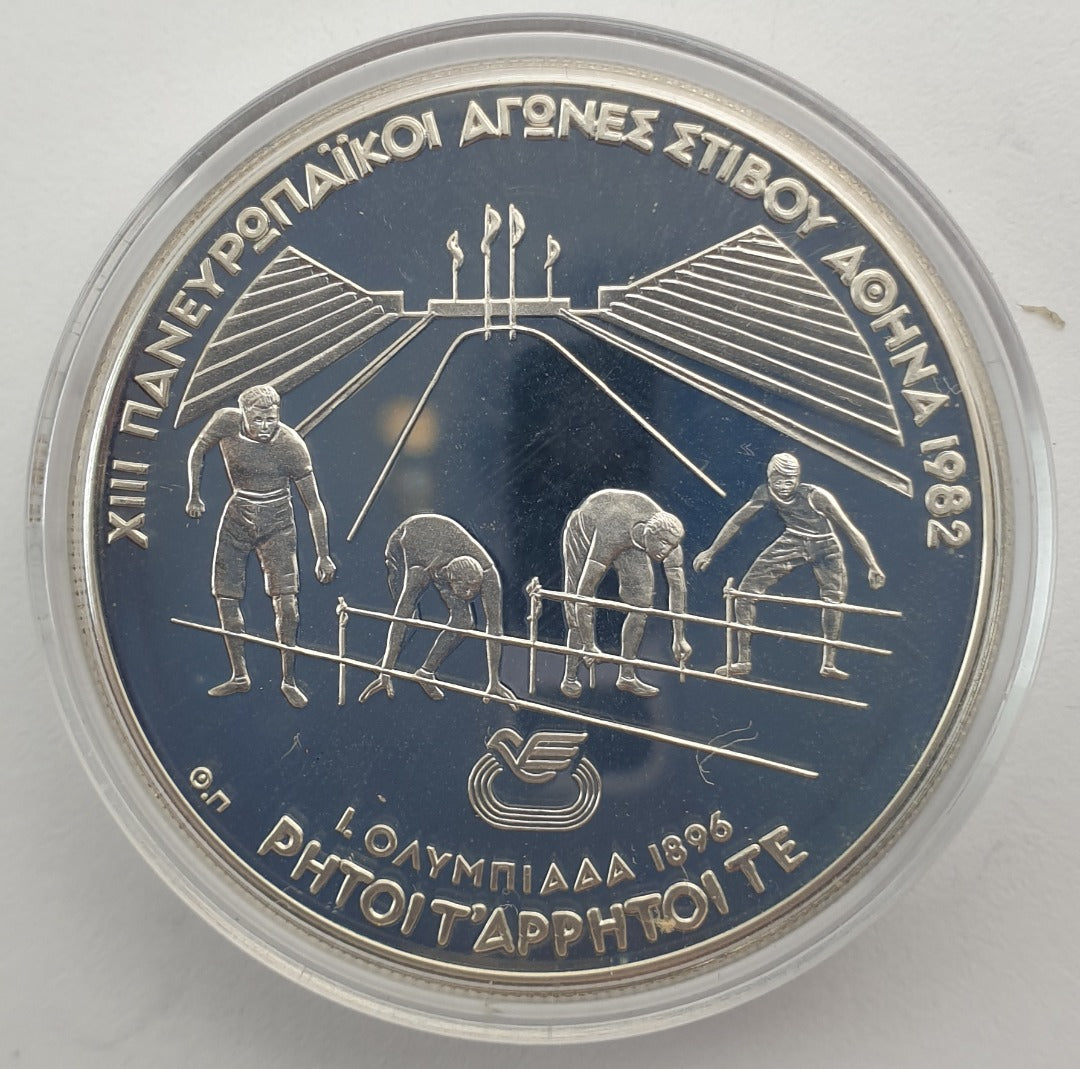 XIII ΠΑΝΕΥΡΩΠΑΪΚΟΙ ΑΓΩΝΕΣ ΣΤΙΒΟΥ ΑΘΗΝΑ 1982
Θ.Π
Ι. ΟΛΥΜΠΙΑΔΑ 1896
ΡΗΤΟΙ Τ'ΑΡΡΗΤΟΙ ΤΕ